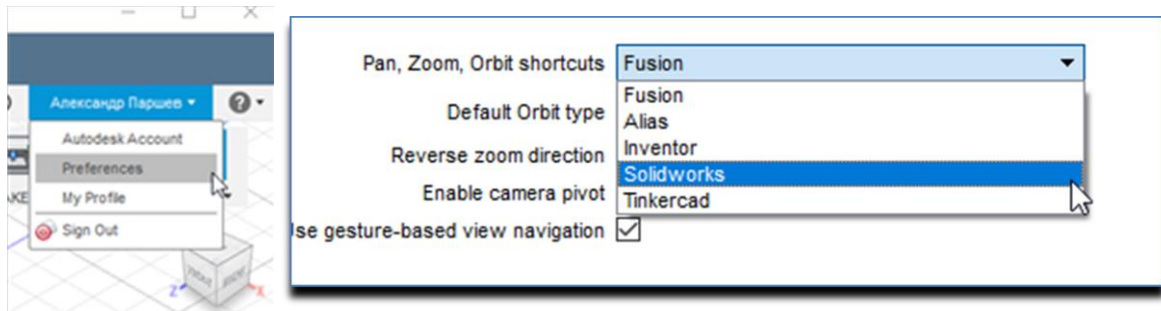 Александр Паршев
Autodesk Account
Preferences
My Profile
Sign Out
Z
X
Pan, Zoom, Orbit shortcuts Fusion
Fusion
Default Orbit type
Alias
Inventor
Reverse zoom direction
Solidworks
Enable camera pivot
Tinkercad
Use gesture-based view navigation